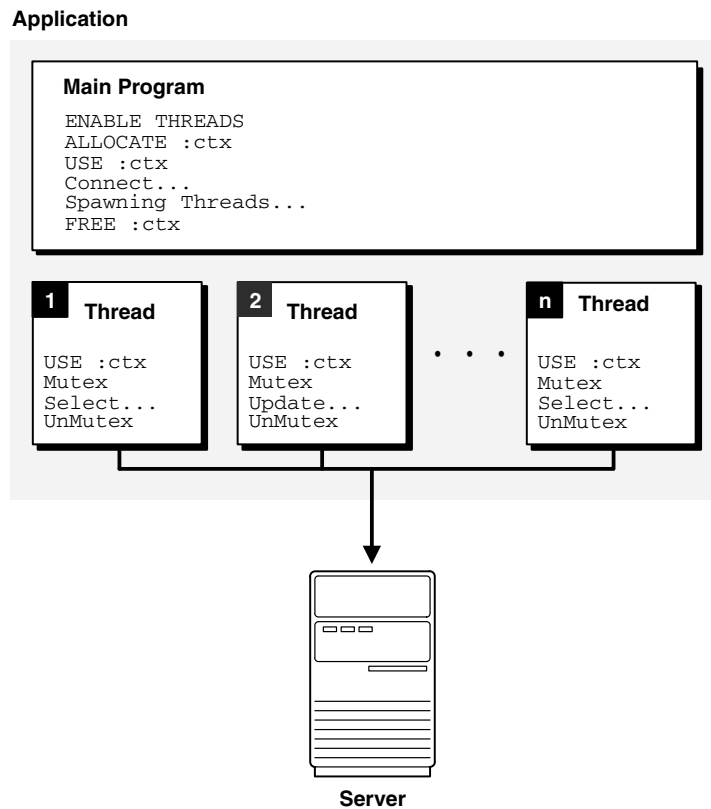 Application
Main Program
ENABLE THREADS
ALLOCATE :ctx
USE :ctx
Connect...
Spawning Threads...
FREE :ctx
1 Thread
USE :ctx
Mutex
Select...
UnMutex
2 Thread
USE :ctx
Mutex
Update...
UnMutex
. . .
n Thread
USE :ctx
Mutex
Select...
UnMutex
Server